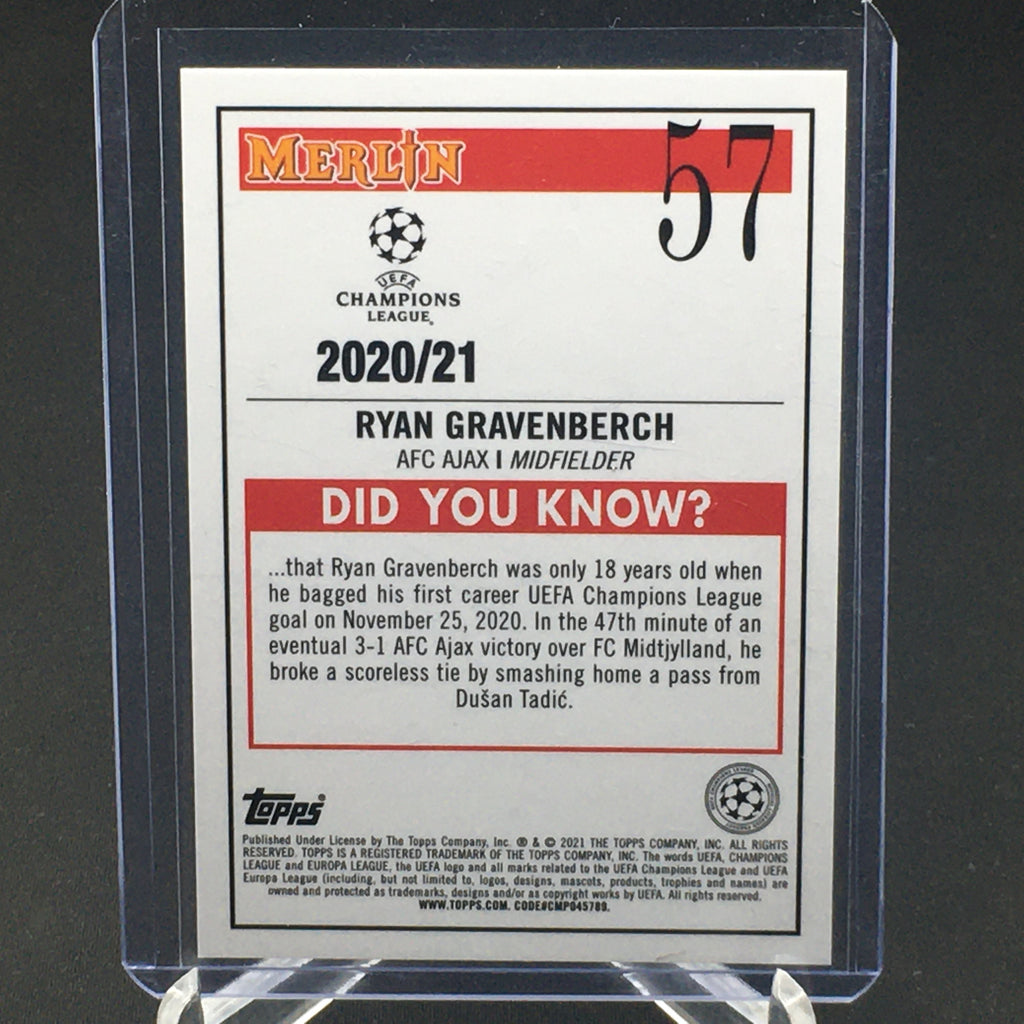 MERLIN
57
UEFA
CHAMPIONS
LEAGUE®
2020/21
RYAN GRAVENBERCH
AFC AJAX I MIDFIELDER
DID YOU KNOW?
...that Ryan Gravenberch was only 18 years old when
he bagged his first career UEFA Champions League
goal on November 25, 2020. In the 47th minute of an
eventual 3-1 AFC Ajax victory over FC Midtjylland, he
broke a scoreless tie by smashing home a pass from
Dušan Tadić.
topps®
Published Under License by The Topps Company, Inc. ® & © 2021 THE TOPPS COMPANY, INC. ALL RIGHTS
RESERVED. TOPPS IS A REGISTERED TRADEMARK OF THE TOPPS COMPANY, INC. The words UEFA, CHAMPIONS
LEAGUE and EUROPA LEAGUE, the UEFA logo and all marks related to the UEFA Champions League and UEFA
Europa League (including, but not limited to, logos, designs, mascots, products, trophies and names) are
owned and protected as trademarks, designs and/or as copyright works by UEFA. All rights reserved.
WWW.TOPPS.COM. CODE#CMP045789.